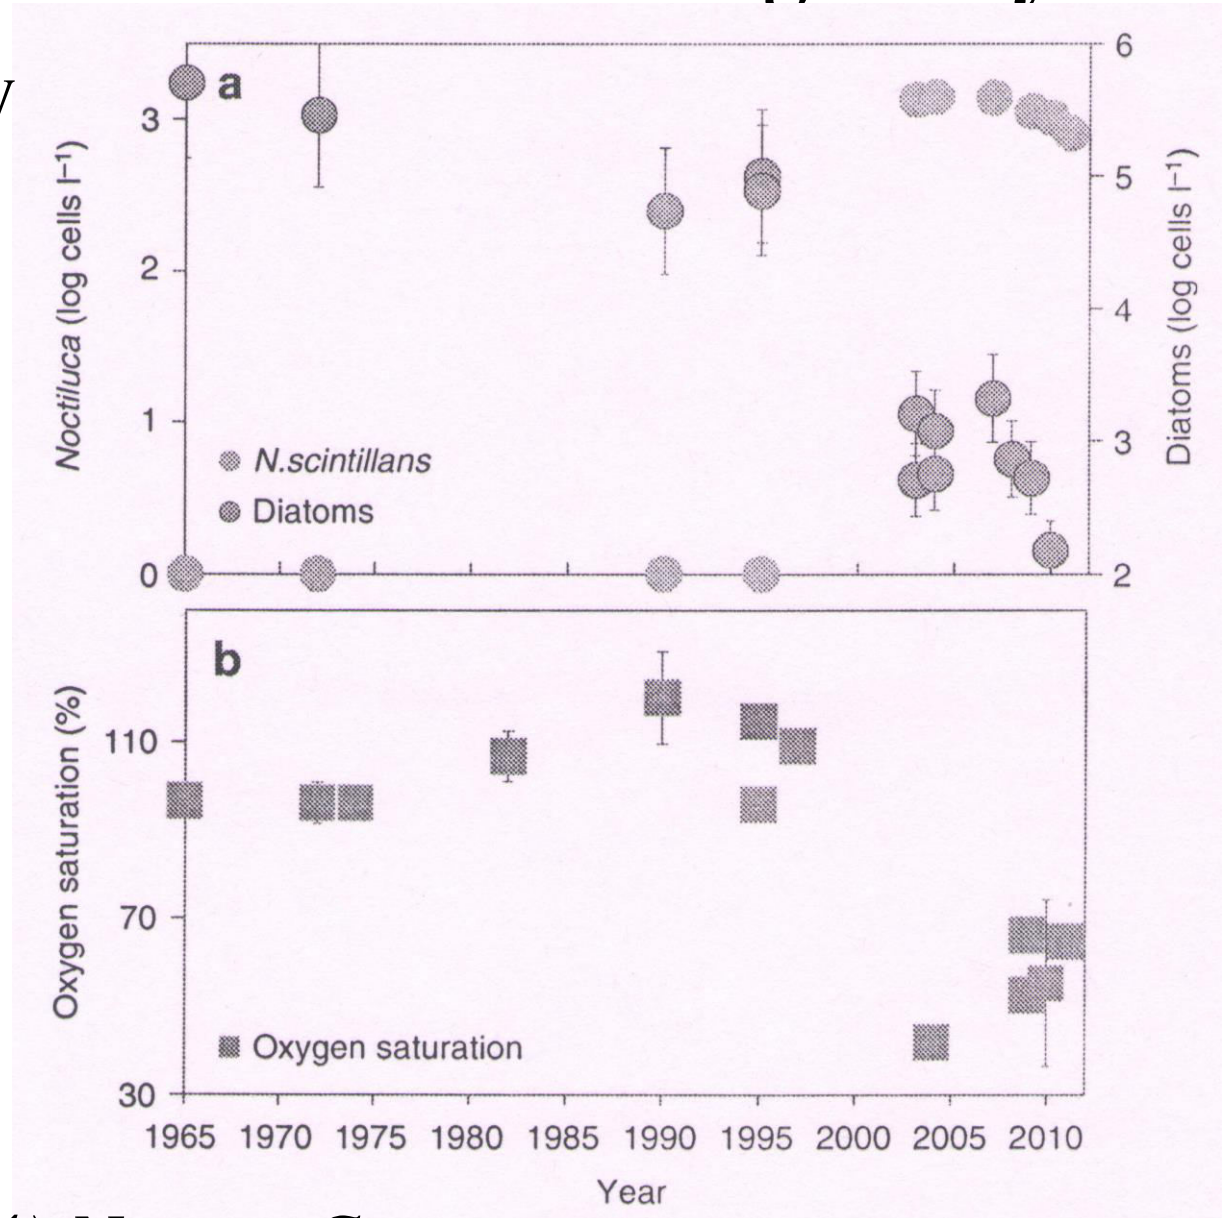 a
3
2
1
0
Noctiluca (log cells l–1)
6
5
4
3
2
Diatoms (log cells l–1)
N.scintillans
Diatoms
b
110
70
30
Oxygen saturation (%)
Oxygen saturation
1965 1970 1975 1980 1985 1990 1995 2000 2005 2010
Year